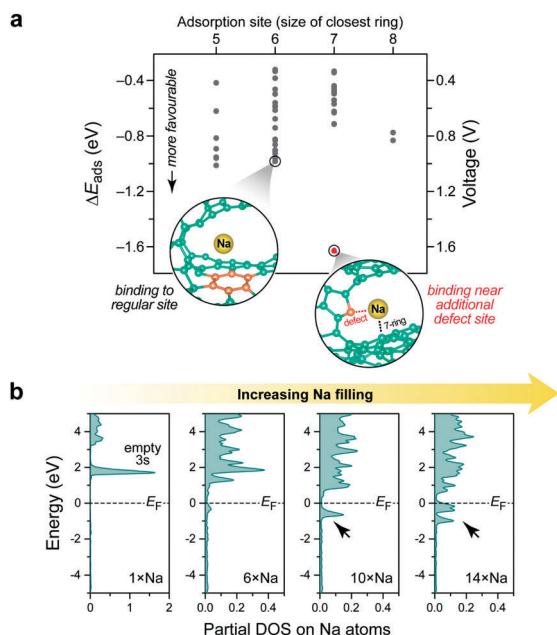 a
Adsorption site (size of closest ring)
5 6 7 8
−0.4 −0.4
−0.8 −0.8
−1.2 −1.2
−1.6 1.6
ΔEads (eV)
more favourable
Voltage (V)
Na
binding to
regular site
Na
defect
7-ring
binding near
additional
defect site
b
Increasing Na filling
Energy (eV)
4
2
0
−2
−4
empty
3s
EF
1×Na
0 1 2
EF
6×Na
0.0 0.2 0.4
EF
10×Na
0.0 0.2 0.4
EF
14×Na
0.0 0.2 0.4
Partial DOS on Na atoms